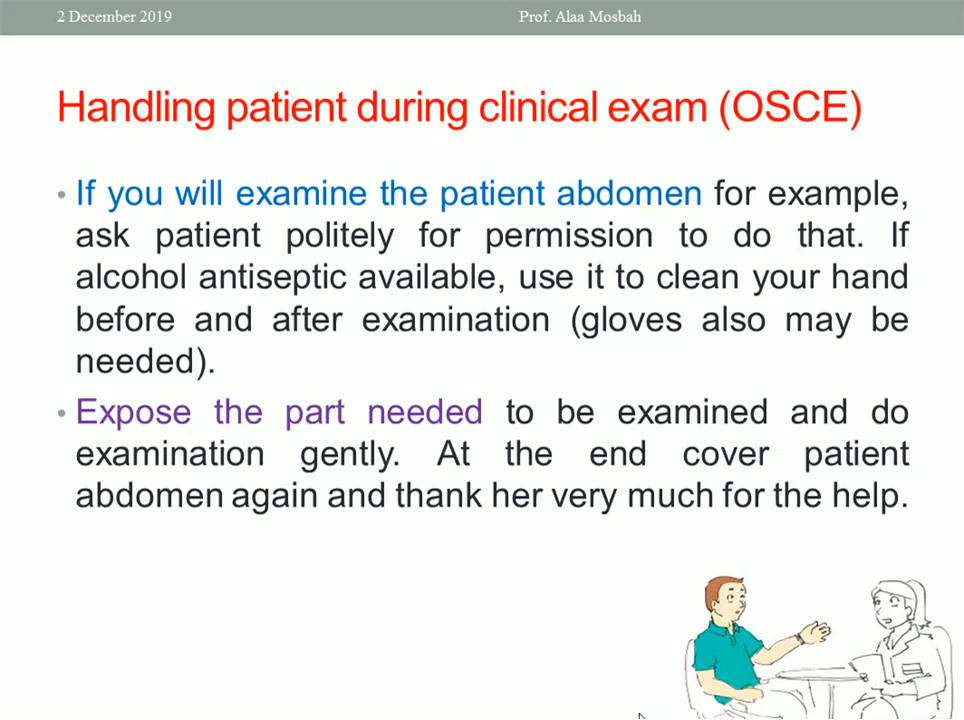 2 December 2019 Prof. Alaa Mosbah
Handling patient during clinical exam (OSCE)
• If you will examine the patient abdomen for example,
ask patient politely for permission to do that. If
alcohol antiseptic available, use it to clean your hand
before and after examination (gloves also may be
needed).
• Expose the part needed to be examined and do
examination gently. At the end cover patient
abdomen again and thank her very much for the help.